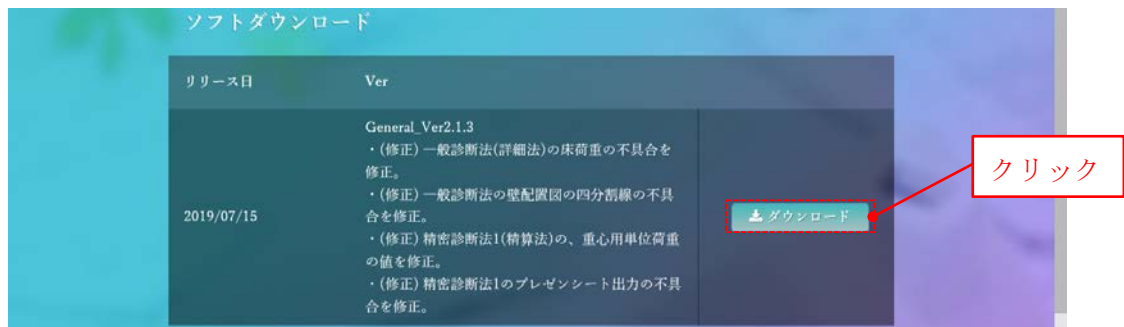 ソフトダウンロード
リリース日
Ver
2019/07/15
General_Ver2.1.3
・(修正) 一般診断法(詳細法)の床荷重の不具合を
修正。
・(修正) 一般診断法の壁配置図の四分割線の不具
合を修正。
・(修正) 精密診断法1(精算法)の、重心用単位荷重
の値を修正。
・(修正) 精密診断法1のプレゼンシート出力の不具
合を修正。
ダウンロード
クリック